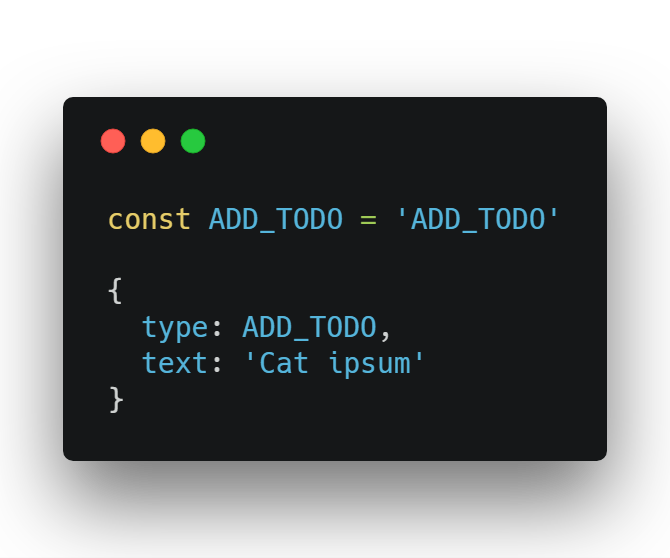 const ADD_TODO = 'ADD_TODO'
{
  type: ADD_TODO,
  text: 'Cat ipsum'
}